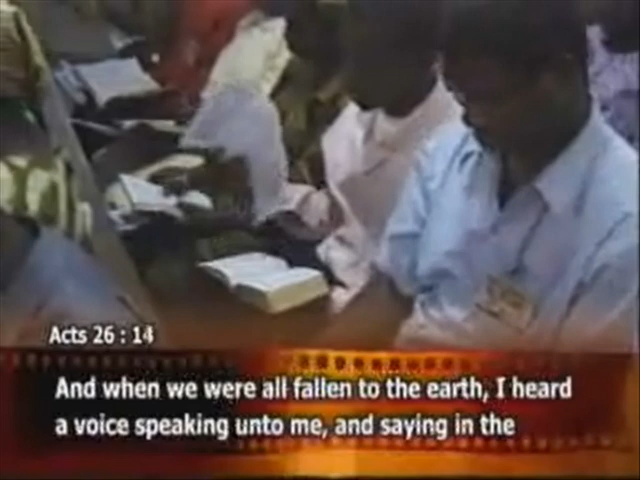 Acts 26 : 14
And when we were all fallen to the earth, I heard
a voice speaking unto me, and saying in the